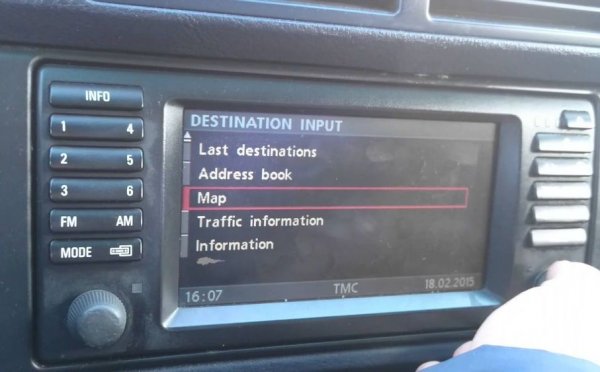 INFO
1 4
2 5
3 6
FM AM
MODE
DESTINATION INPUT
Last destinations
Address book
Map
Traffic information
Information
16:07 TMC 18.02.2015